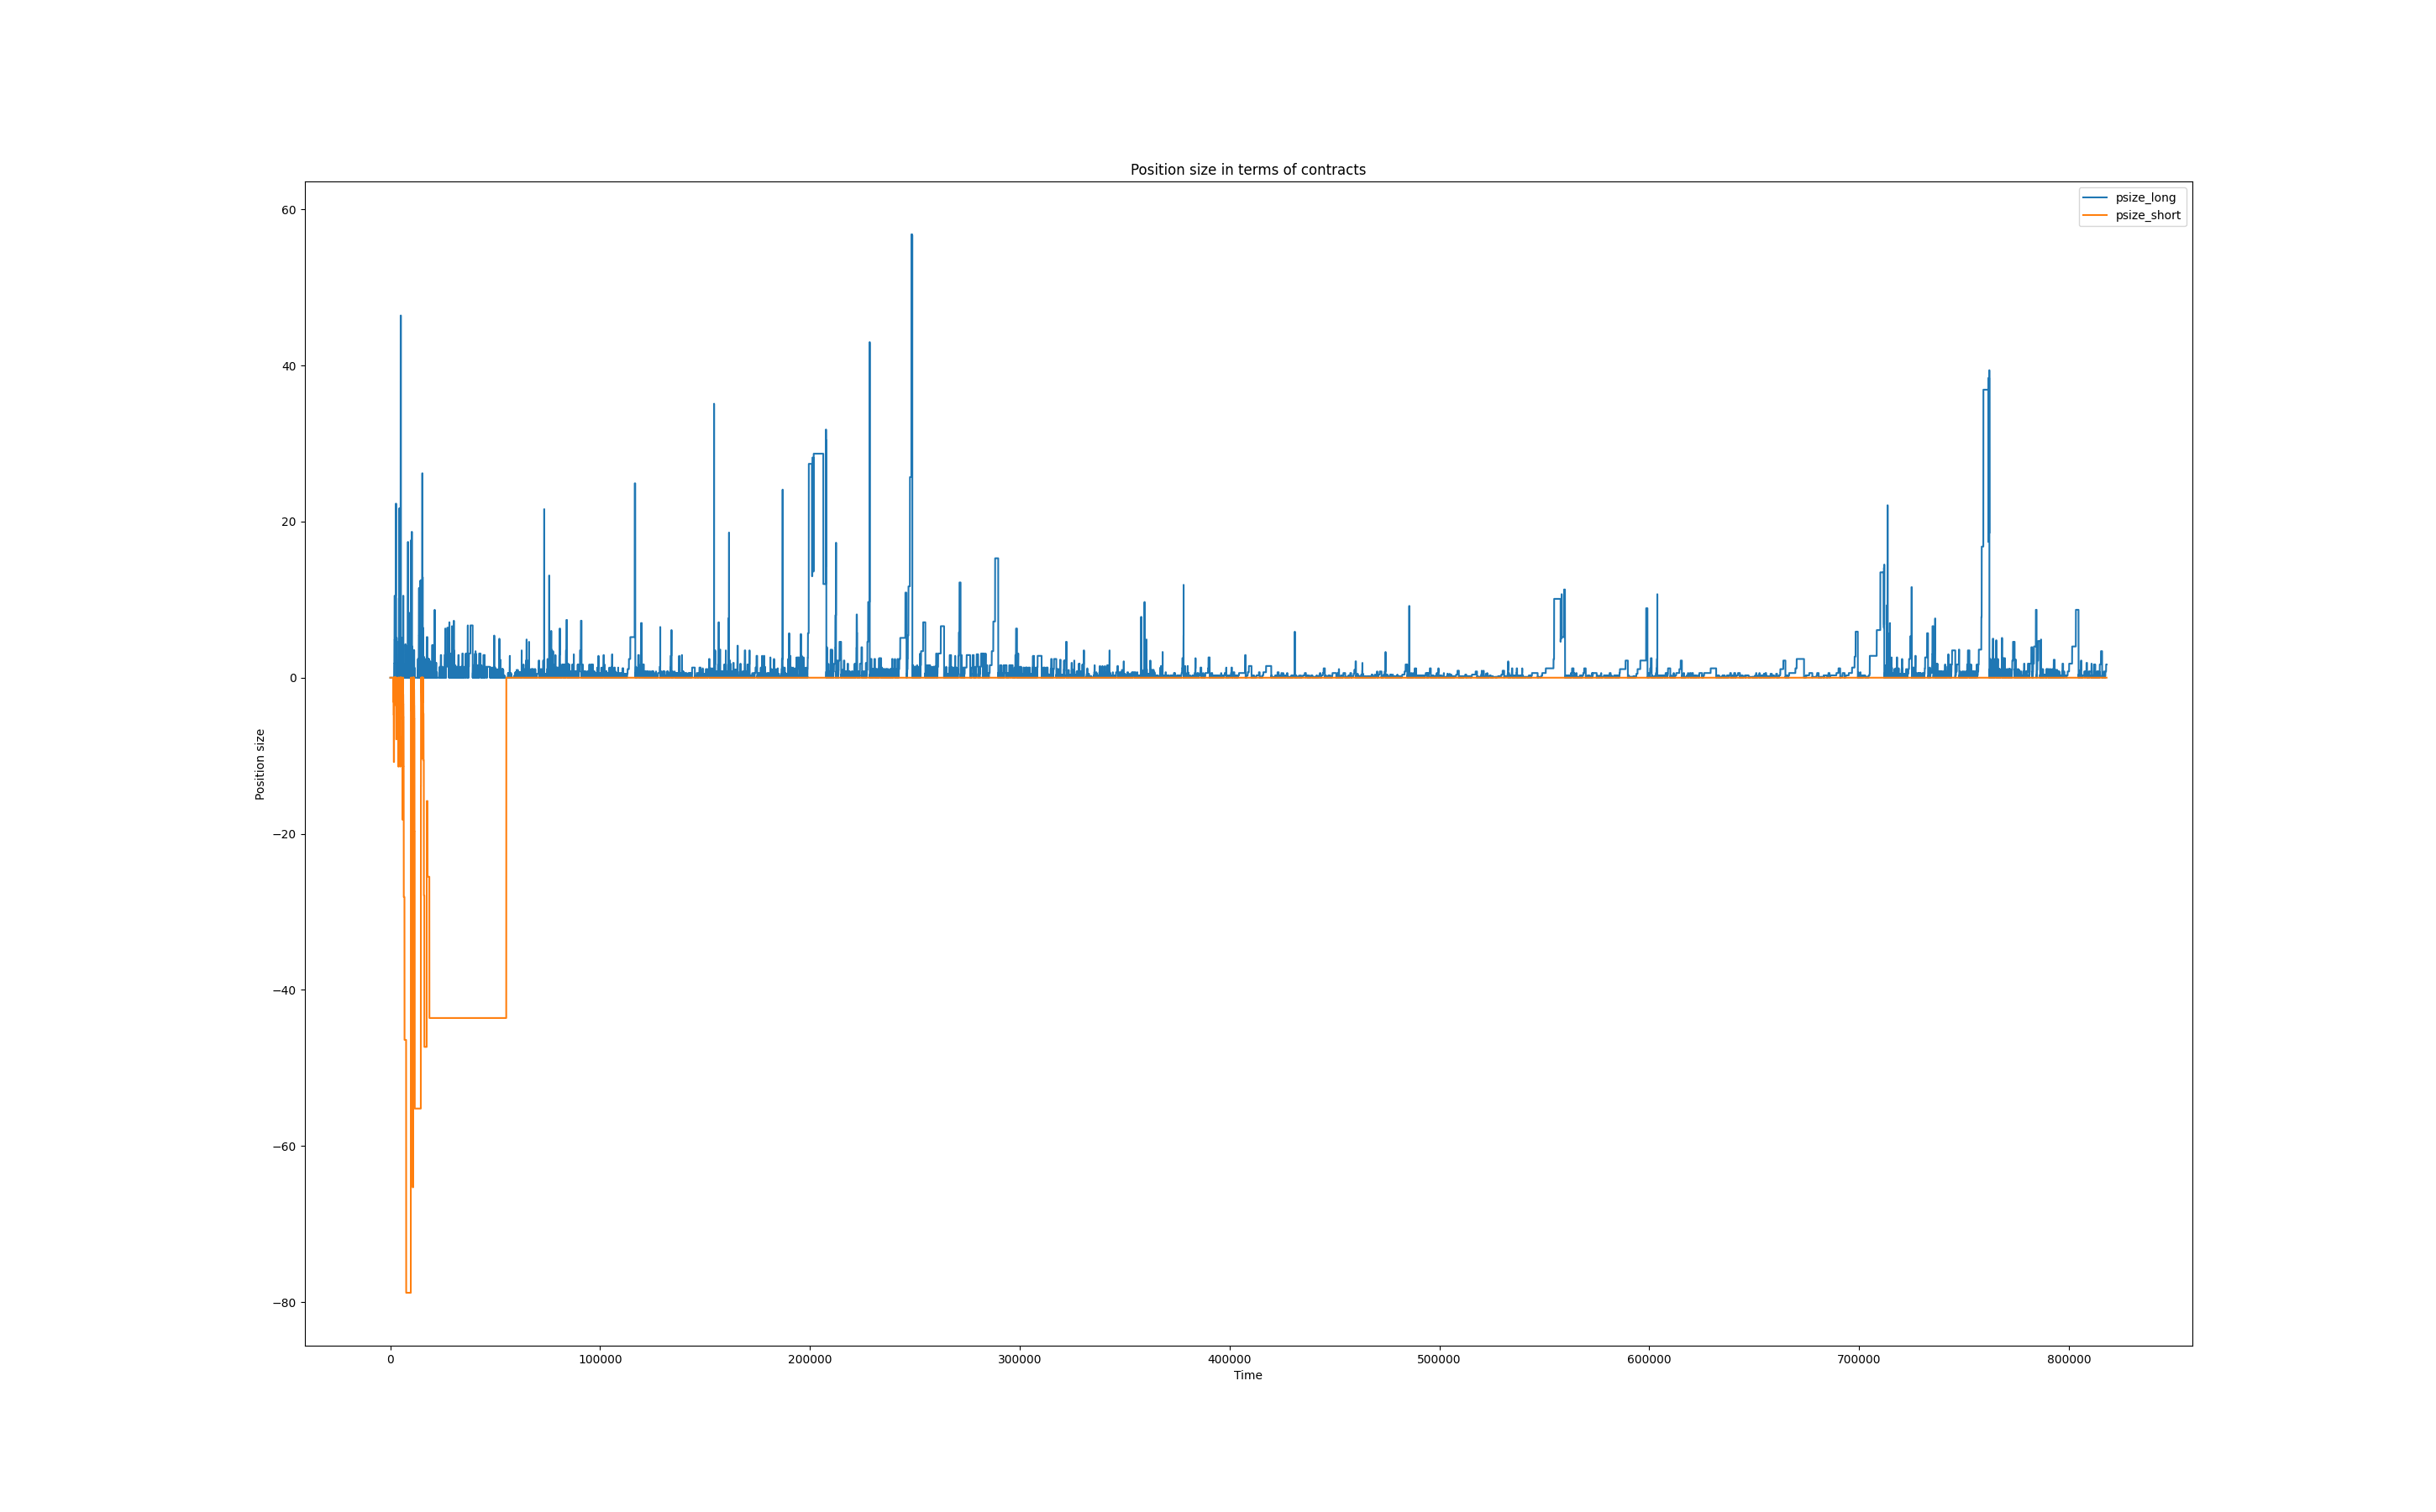 Position size in terms of contracts
psize_long
psize_short
60
40
20
0
−20
−40
−60
−80
Position size
0 100000 200000 300000 400000 500000 600000 700000 800000
Time